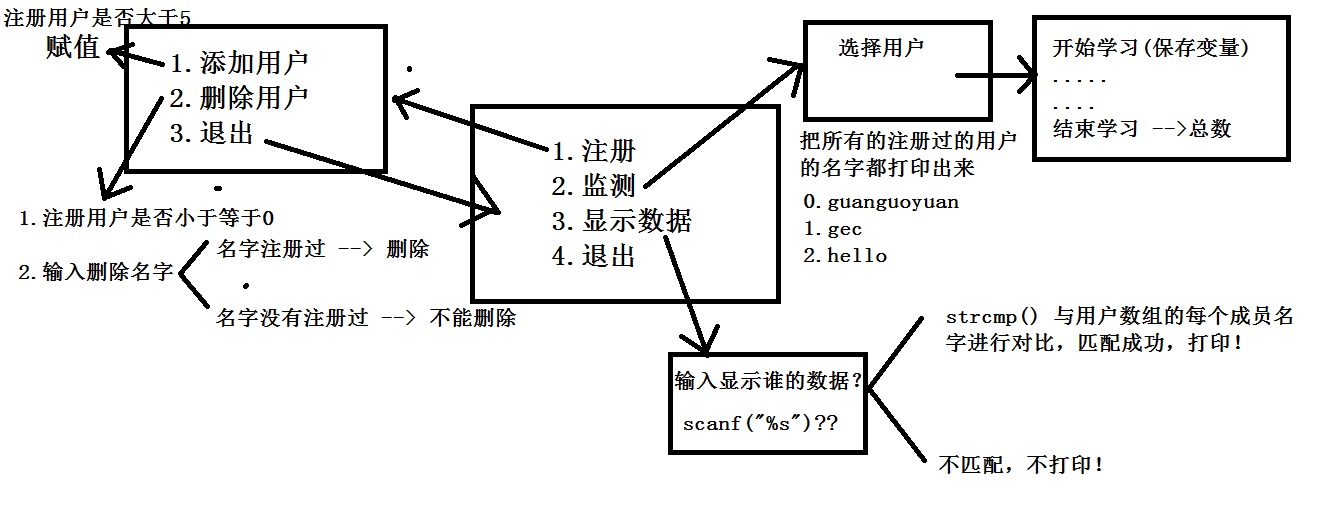 注册用户是否大于5
赋值
1.添加用户
2.删除用户
3.退出
1.注册用户是否小于等于0
2.输入删除名字
名字注册过 --> 删除
名字没有注册过 --> 不能删除
1.注册
2.监测
3.显示数据
4.退出
选择用户
把所有的注册过的用户
的名字都打印出来
0.guanguoyuan
1.gec
2.hello
开始学习(保存变量)
.....
....
结束学习 -->总数
输入显示谁的数据?
scanf("%s")??
strcmp() 与用户数组的每个成员名
字进行对比，匹配成功，打印!
不匹配，不打印!